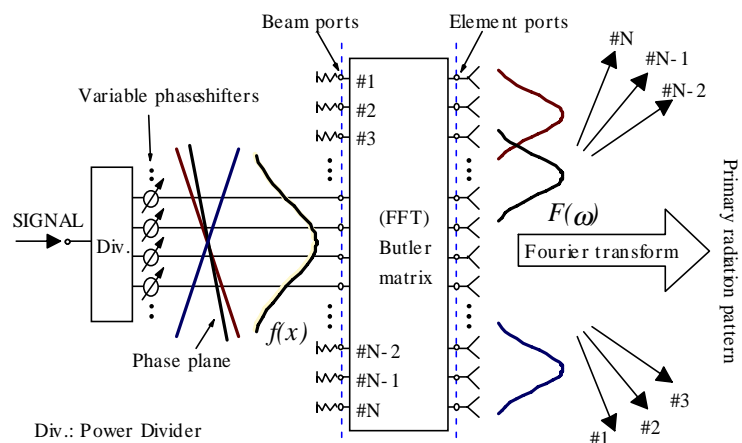 Beam ports
Element ports
Variable phaseshifters
SIGNAL
Div.
Phase plane
f(x)
#1
#2
#3
(FFT)
Butler
matrix
#N-2
#N-1
#N
#N
#N-1
#N-2
F(ω)
Fourier transform
Primary radiation pattern
#3
#2
#1
Div.: Power Divider